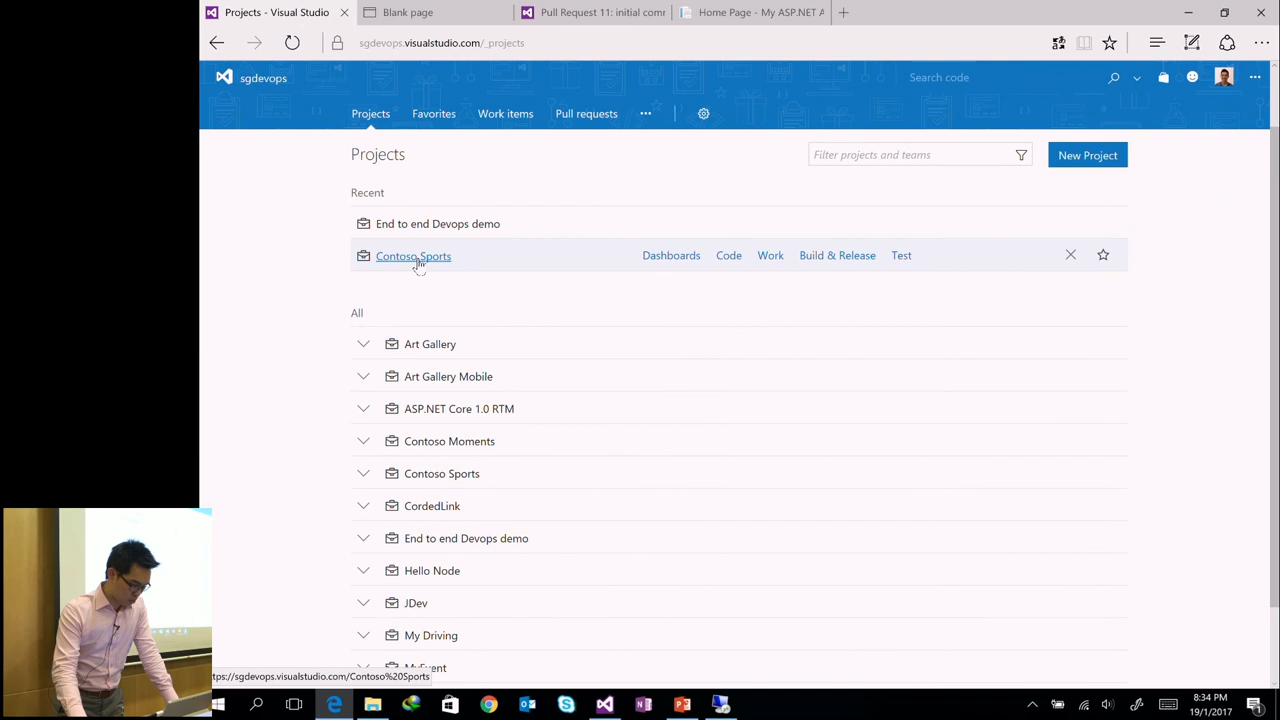 Projects - Visual Studio
Blank page
Pull Request 11: initial comm
Home Page - My ASP.NET A
sgdevops.visualstudio.com/_projects
sgdevops
Search code
Projects
Favorites
Work items
Pull requests
Projects
Filter projects and teams
New Project
Recent
End to end Devops demo
Contoso Sports
Dashboards
Code
Work
Build & Release
Test
All
Art Gallery
Art Gallery Mobile
ASP.NET Core 1.0 RTM
Contoso Moments
Contoso Sports
CordedLink
End to end Devops demo
Hello Node
JDev
My Driving
MyEvent
tps://sgdevops.visualstudio.com/Contoso%20Sports
8:34 PM
19/1/2017